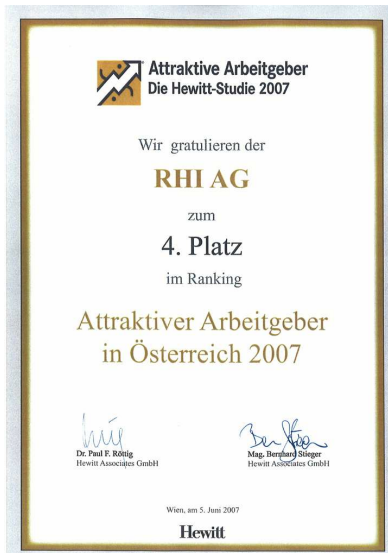 Attraktive Arbeitgeber
Die Hewitt-Studie 2007
Wir gratulieren der
RHI AG
zum
4. Platz
im Ranking
Attraktiver Arbeitgeber
in Österreich 2007
Dr. Paul F. Röttig
Hewitt Associates GmbH
Mag. Bernhard Stieger
Hewitt Associates GmbH
Wien, am 5. Juni 2007
Hewitt